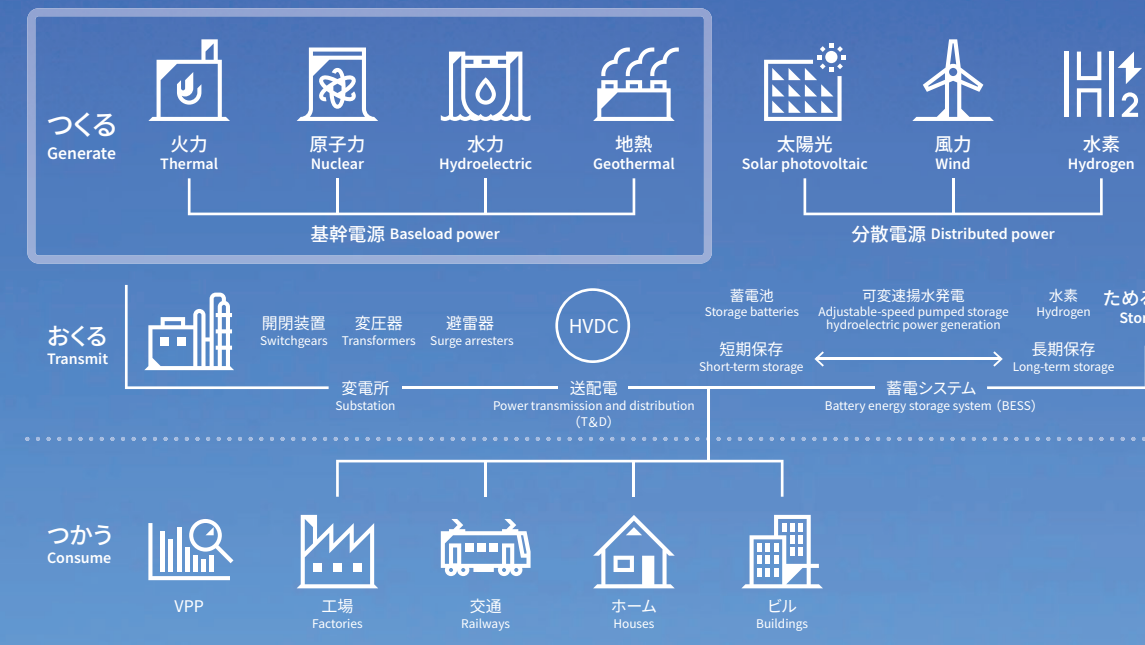 つくる
Generate
火力
Thermal
原子力
Nuclear
水力
Hydroelectric
地熱
Geothermal
基幹電源 Baseload power
太陽光
Solar photovoltaic
風力
Wind
H2
水素
Hydrogen
分散電源 Distributed power
おくる
Transmit
開閉装置
Switchgears
変圧器
Transformers
避雷器
Surge arresters
HVDC
蓄電池
Storage batteries
可変速揚水発電
Adjustable-speed pumped storage
hydroelectric power generation
水素
Hydrogen
ため
短期保存
Short-term storage
長期保存
Long-term storage
変電所
Substation
送配電
Power transmission and distribution
(T&D)
蓄電システム
Battery energy storage system (BESS)
つかう
Consume
VPP
工場
Factories
交通
Railways
ホーム
Houses
ビル
Buildings